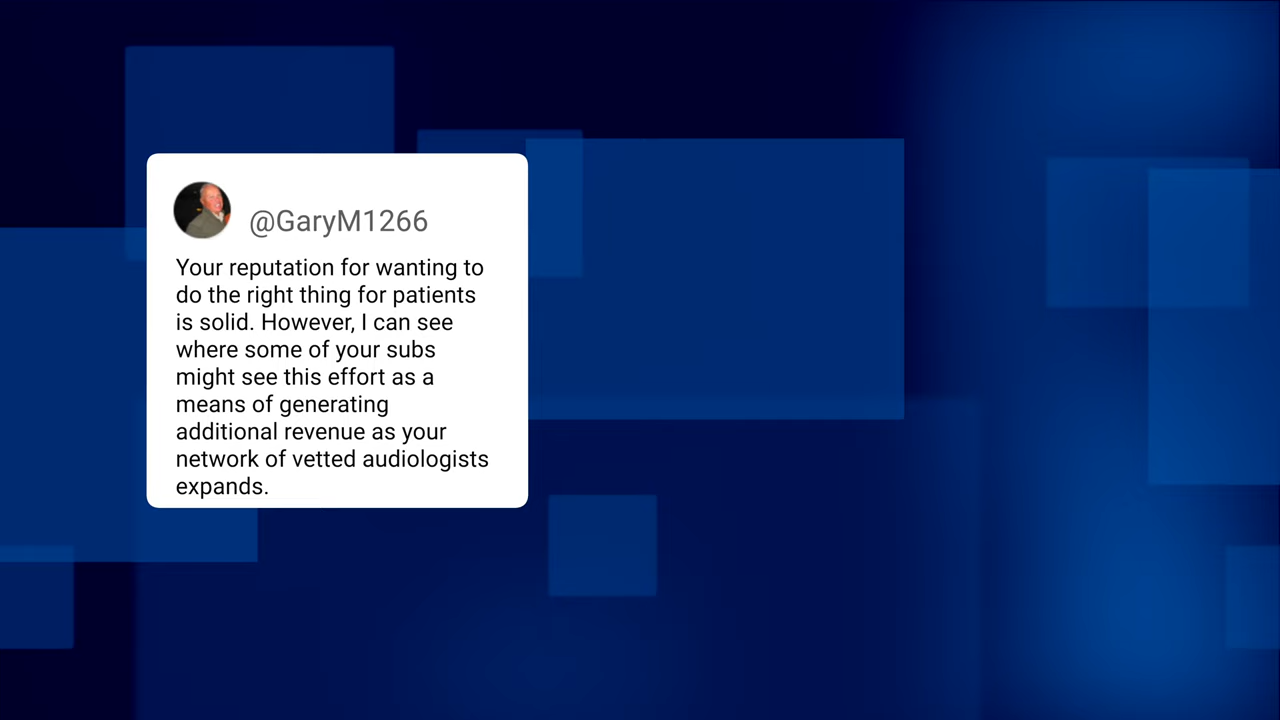 @GaryM1266
Your reputation for wanting to
do the right thing for patients
is solid. However, I can see
where some of your subs
might see this effort as a
means of generating
additional revenue as your
network of vetted audiologists
expands.